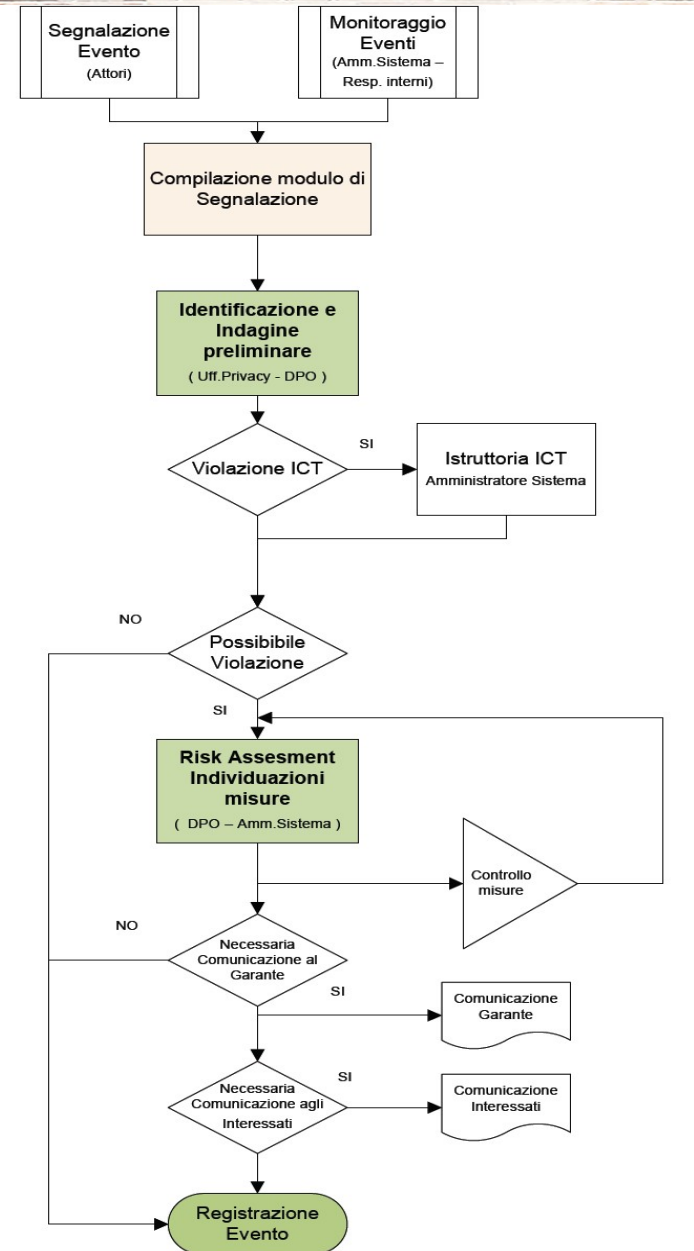 Segnalazione
Evento
(Attori)
Monitoraggio
Eventi
(Amm.Sistema –
Resp. interni)
Compilazione modulo di
Segnalazione
Identificazione e
Indagine
preliminare
( Uff.Privacy - DPO )
Violazione ICT
SI
Istruttoria ICT
Amministratore Sistema
NO
Possibibile
Violazione
SI
Risk Assesment
Individuazioni
misure
( DPO – Amm.Sistema )
Controllo
misure
NO
Necessaria
Comunicazione al
Garante
SI
Comunicazione
Garante
Necessaria
Comunicazione agli
Interessati
SI
Comunicazione
Interessati
Registrazione
Evento